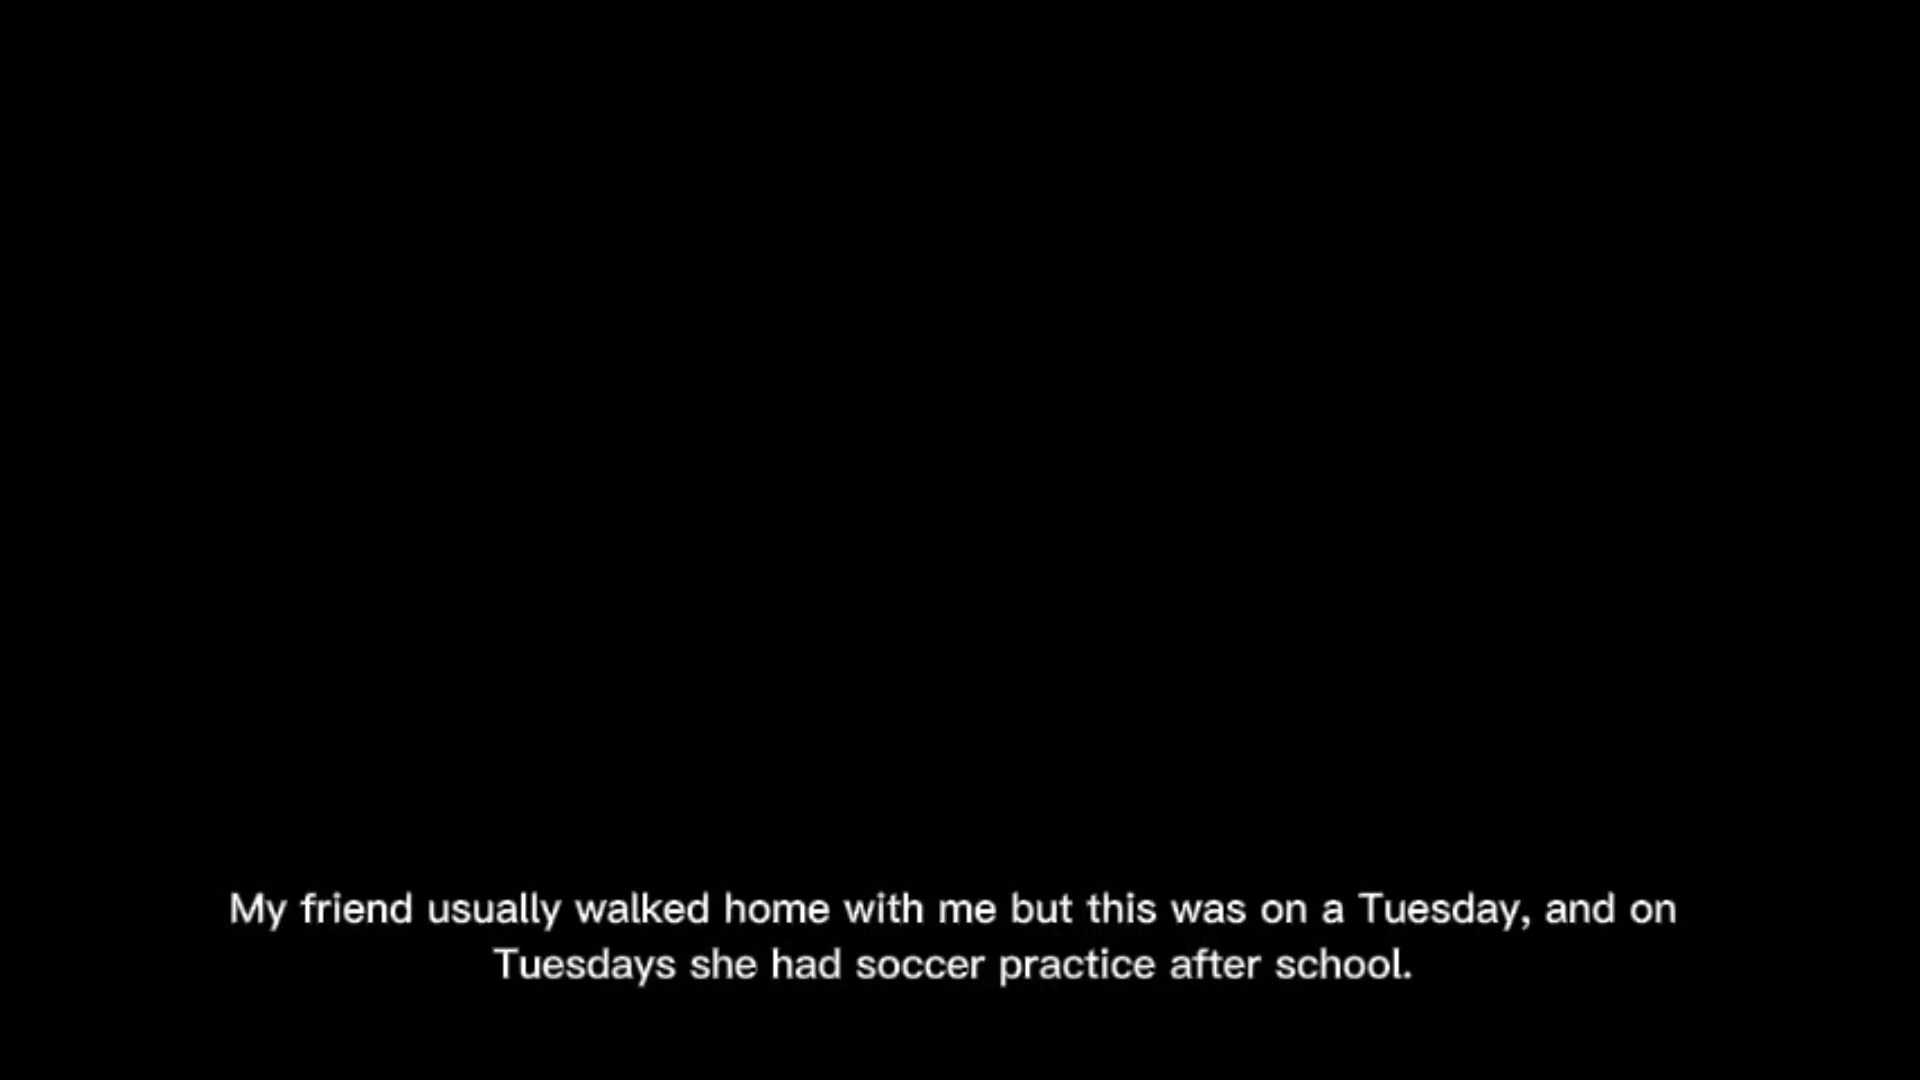 My friend usually walked home with me but this was on a Tuesday, and on
Tuesdays she had soccer practice after school.